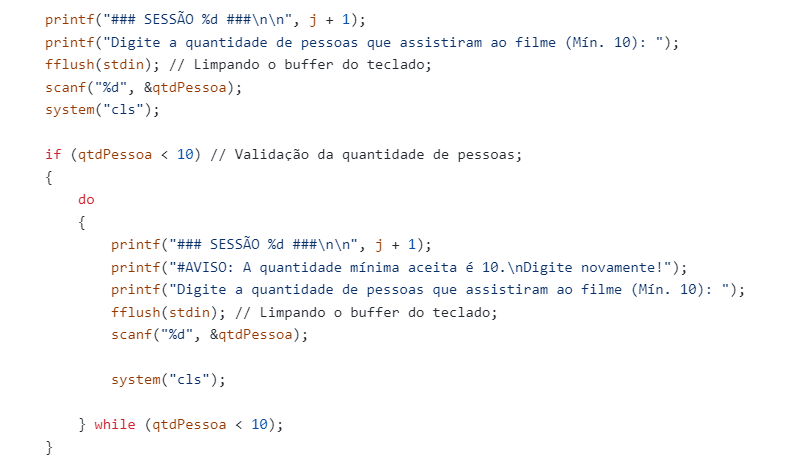 printf("### SESSÃO %d ###\n\n", j + 1);
printf("Digite a quantidade de pessoas que assistiram ao filme (Mín. 10): ");
fflush(stdin); // Limpando o buffer do teclado;
scanf("%d", &qtdPessoa);
system("cls");
if (qtdPessoa < 10) // Validação da quantidade de pessoas;
{
do
{
printf("### SESSÃO %d ###\n\n", j + 1);
printf("#AVISO: A quantidade mínima aceita é 10.\nDigite novamente!");
printf("Digite a quantidade de pessoas que assistiram ao filme (Mín. 10): ");
fflush(stdin); // Limpando o buffer do teclado;
scanf("%d", &qtdPessoa);
system("cls");
} while (qtdPessoa < 10);
}